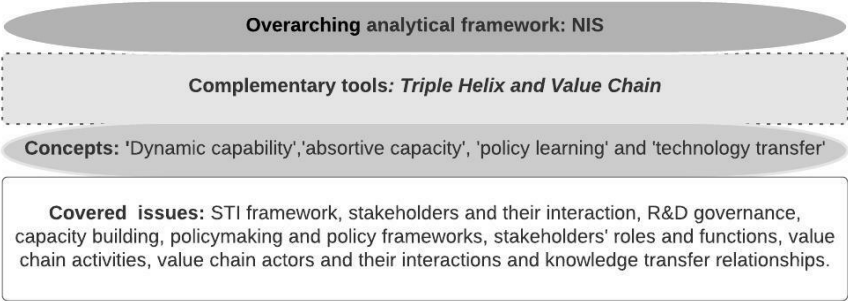 Overarching analytical framework: NIS
Complementary tools: Triple Helix and Value Chain
Concepts: 'Dynamic capability','absortive capacity', 'policy learning' and 'technology transfer'
Covered issues: STI framework, stakeholders and their interaction, R&D governance,
capacity building, policymaking and policy frameworks, stakeholders' roles and functions, value
chain activities, value chain actors and their interactions and knowledge transfer relationships.